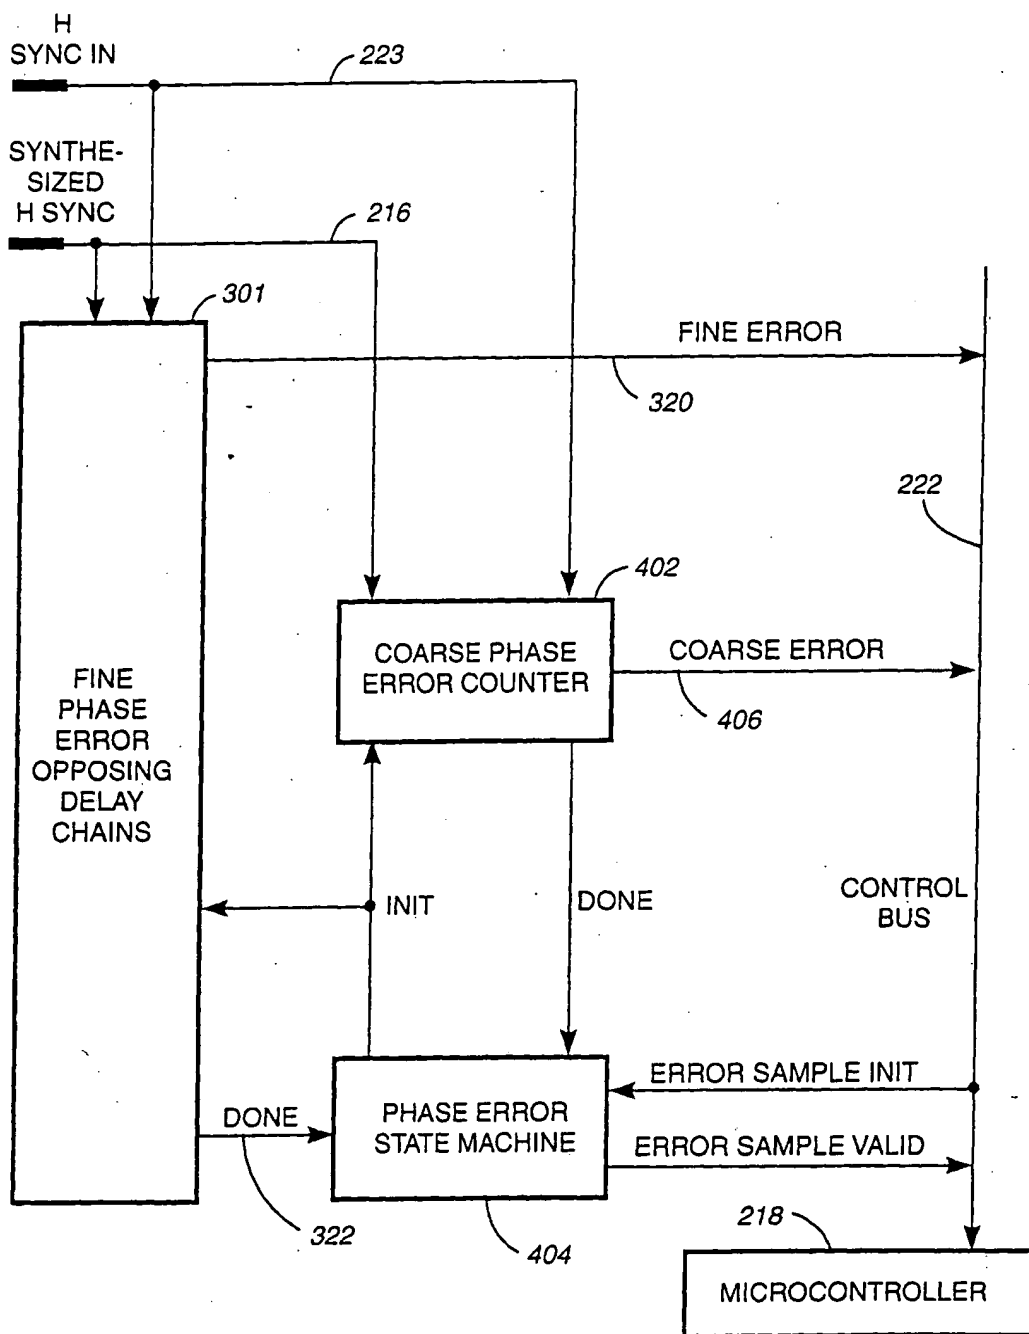 H
SYNC IN
223
SYNTHE-
SIZED
H SYNC
216
301
FINE ERROR
320
222
402
COARSE PHASE
ERROR COUNTER
COARSE ERROR
406
FINE
PHASE
ERROR
OPPOSING
DELAY
CHAINS
INIT
DONE
CONTROL
BUS
ERROR SAMPLE INIT
DONE
PHASE ERROR
STATE MACHINE
ERROR SAMPLE VALID
322
404
218
MICROCONTROLLER